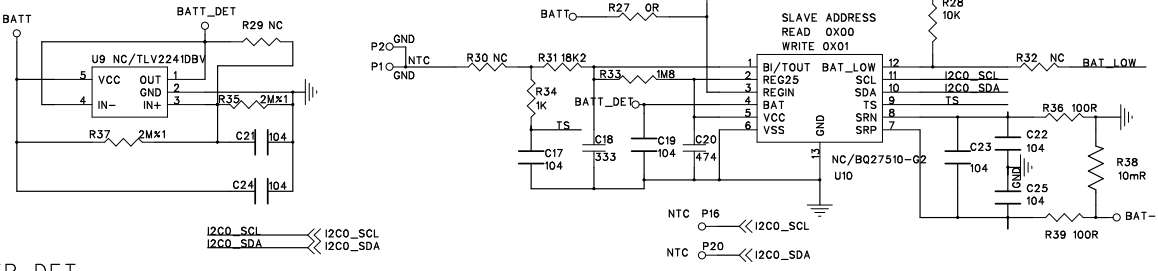 BATT
BATT_DET
R29 NC
U9 NC/TLV2241DBV
5 VCC OUT 1
GND 2
4 IN- IN+ 3
R35 2M%1
R37 2M%1
C21 104
C24 104
I2C0_SCL I2C0_SCL
I2C0_SDA I2C0_SDA
BATT R27 0R
P2 GND
NTC
P1 GND
R30 NC
R31 18K2
R33 1M8
R34
1K
BATT_DET
TS
C17
104
C18
333
C19
104
C20
474
SLAVE ADDRESS
READ 0X00
WRITE 0X01
1 BI/TOUT BAT_LOW 12
2 REG25 SCL 11 I2C0_SCL
3 REGIN SDA 10 I2C0_SDA
4 BAT TS 9 TS
5 VCC SRN 8
6 VSS SRP 7
GND
13
NC/BQ27510-G2
U10
R28
10K
R32 NC BAT_LOW
R36 100R
C22
104
C23
104
GND
C25
104
R38
10mR
BAT-
R39 100R
NTC P16 I2C0_SCL
NTC P20 I2C0_SDA